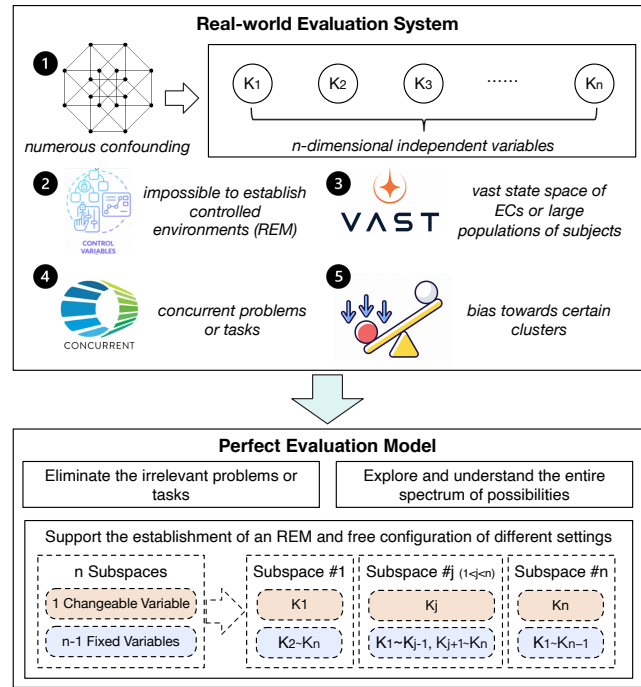 Real-world Evaluation System
1
numerous confounding
K1 K2 K3 ...... Kn
n-dimensional independent variables
2
CONTROL
VARIABLES
impossible to establish
controlled
environments (REM)
3
VAST
vast state space of
ECs or large
populations of subjects
4
CONCURRENT
concurrent problems
or tasks
5
bias towards certain
clusters
Perfect Evaluation Model
Eliminate the irrelevant problems or
tasks
Explore and understand the entire
spectrum of possibilities
Support the establishment of an REM and free configuration of different settings
n Subspaces
1 Changeable Variable
n-1 Fixed Variables
Subspace #1
K1
K2~Kn
Subspace #j (1<j<n)
Kj
K1~Kj-1, Kj+1~Kn
Subspace #n
Kn
K1~Kn-1